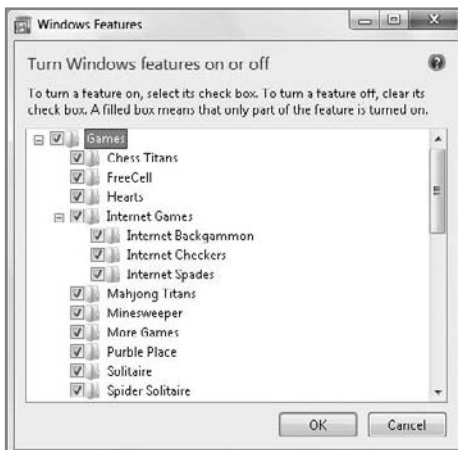 Windows Features
Turn Windows features on or off
To turn a feature on, select its check box. To turn a feature off, clear its
check box. A filled box means that only part of the feature is turned on.
Games
Chess Titans
FreeCell
Hearts
Internet Games
Internet Backgammon
Internet Checkers
Internet Spades
Mahjong Titans
Minesweeper
More Games
Purble Place
Solitaire
Spider Solitaire
OK Cancel